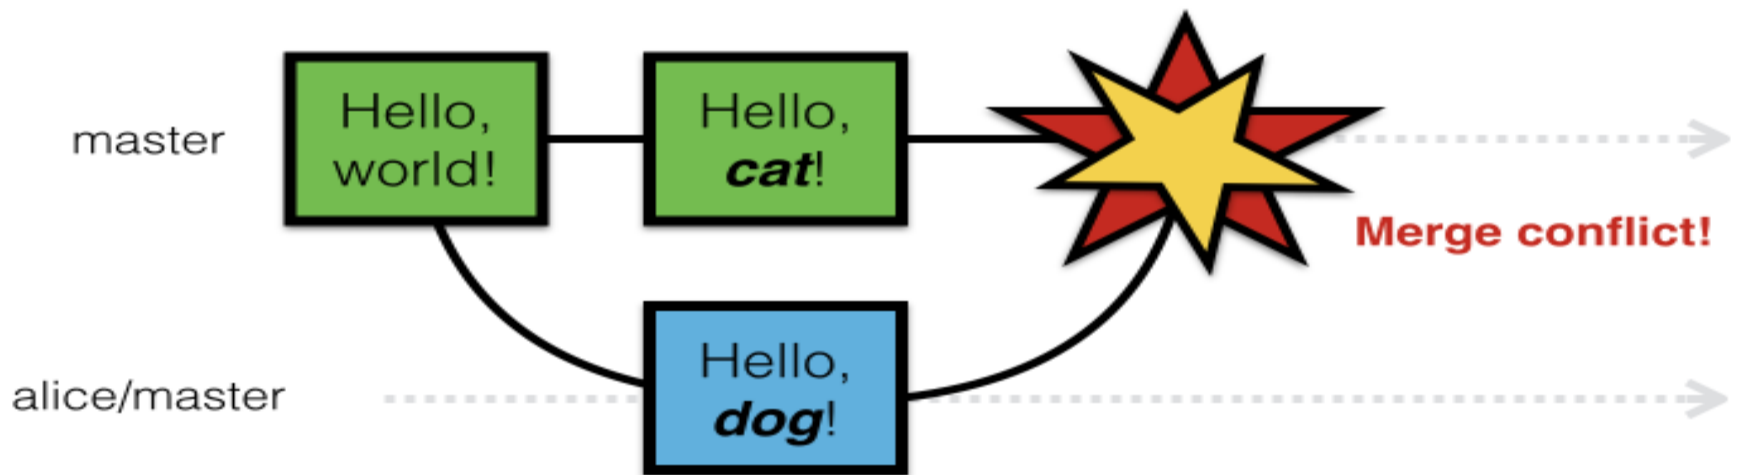 master
Hello,
world!
Hello,
cat!
Merge conflict!
alice/master
Hello,
dog!